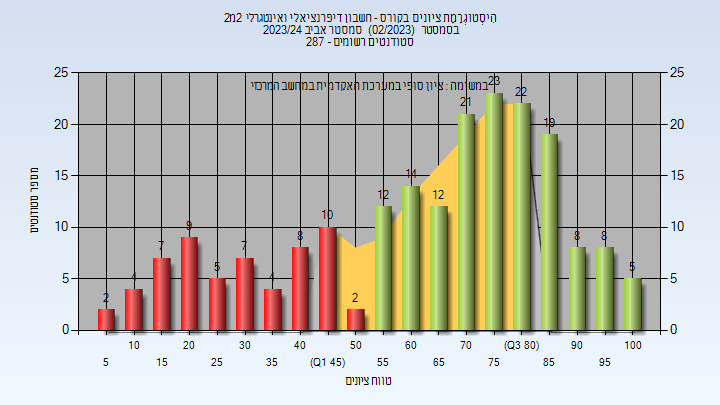 היסטוגרמת ציונים בקורס - חשבון דיפרנציאלי ואינטגרלי 2מ2
בסמסטר (02/2023) סמסטר אביב 2023/24
סטודנטים רשומים - 287
במשימה : ציון סופי במערכת האקדמית במחשב המרכזי
מספר סטודנטים
25 25
20 20
15 15
10 10
5 5
0 0
2 4 7 9 5 7 4 8 10 2 12 14 12 21 23 22 19 8 8 5
10 20 30 40 50 60 70 (Q3 80) 90 100
5 15 25 35 (Q1 45) 55 65 75 85 95
טווח ציונים